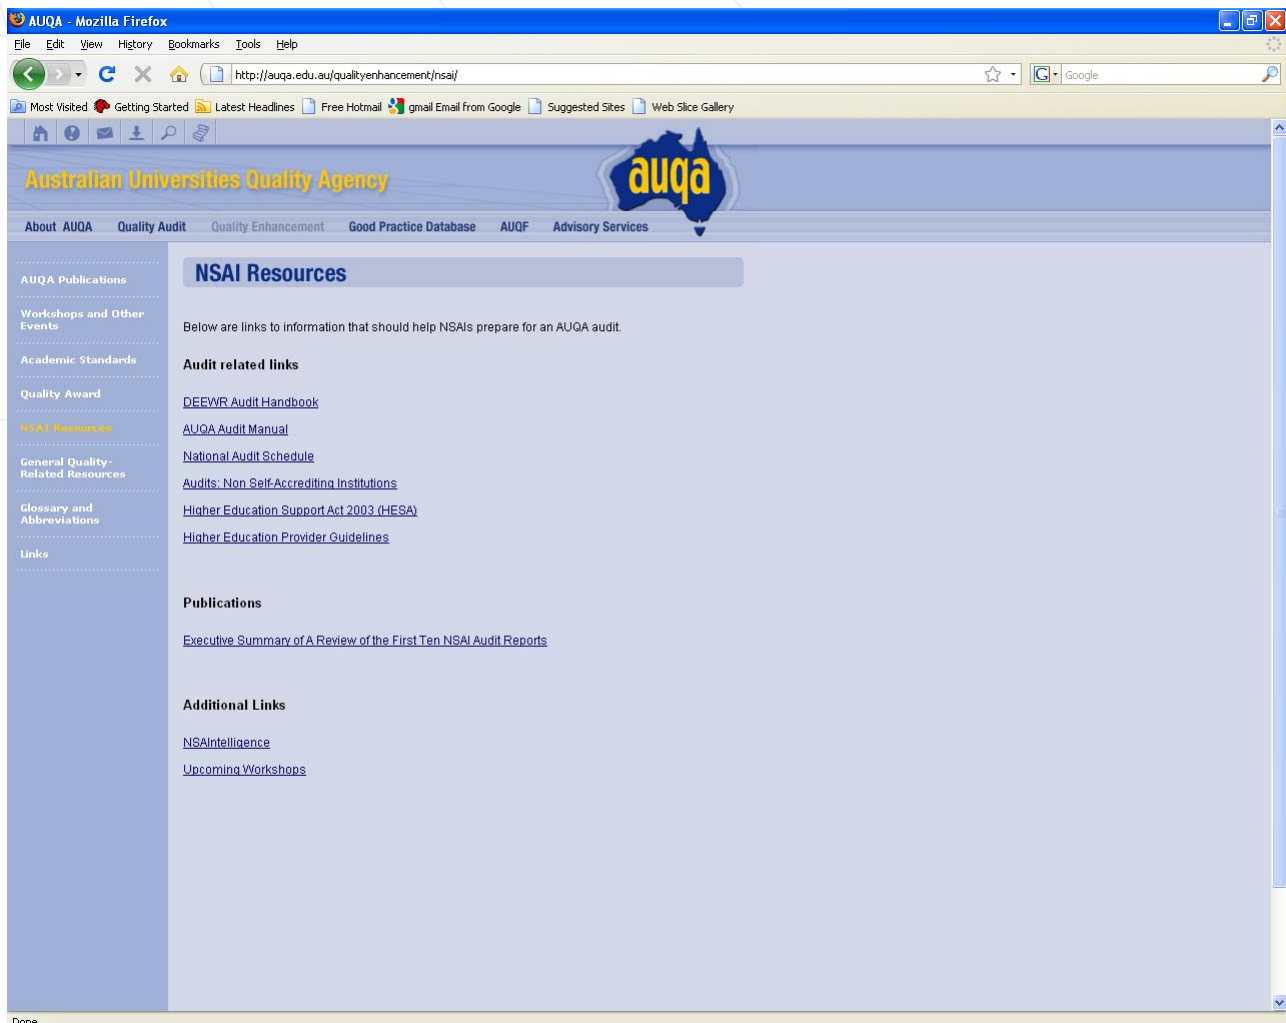 AUQA - Mozilla Firefox
File Edit View History Bookmarks Tools Help
http://auqa.edu.au/qualityenhancement/nsai/
G Google
Most Visited Getting Started Latest Headlines Free Hotmail gmail Email from Google Suggested Sites Web Slice Gallery
Australian Universities Quality Agency
auqa
About AUQA Quality Audit Quality Enhancement Good Practice Database AUQF Advisory Services
AUQA Publications
Workshops and Other
Events
Academic Standards
Quality Award
NSAI Resources
General Quality-
Related Resources
Glossary and
Abbreviations
Links
NSAI Resources
Below are links to information that should help NSAIs prepare for an AUQA audit.
Audit related links
DEEWR Audit Handbook
AUQA Audit Manual
National Audit Schedule
Audits: Non Self-Accrediting Institutions
Higher Education Support Act 2003 (HESA)
Higher Education Provider Guidelines
Publications
Executive Summary of A Review of the First Ten NSAI Audit Reports
Additional Links
NSAIntelligence
Upcoming Workshops
Done